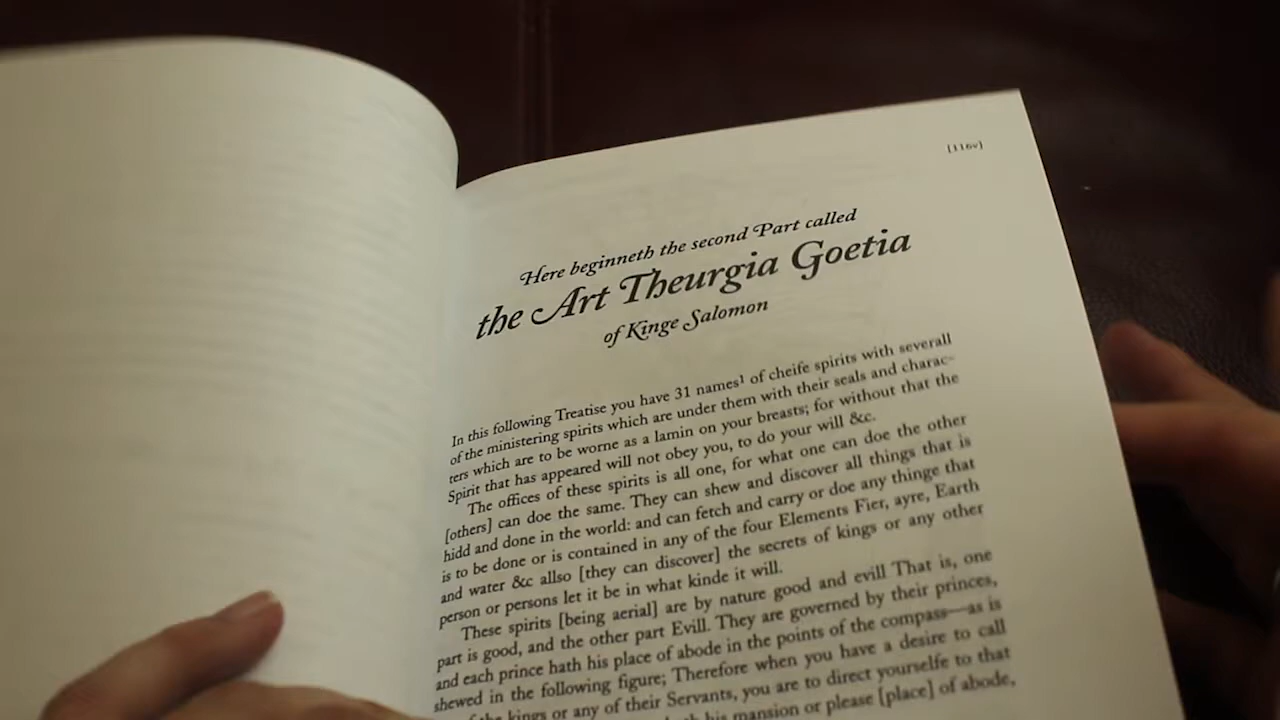 [116v]
Here beginneth the second Part called
the Art Theurgia Goetia
of Kinge Salomon
In this following Treatise you have 31 names¹ of cheife spirits with severall
of the ministering spirits which are under them with their seals and charac-
ters which are to be worne as a lamin on your breasts; for without that the
Spirit that has appeared will not obey you, to do your will &c.
The offices of these spirits is all one, for what one can doe the other
[others] can doe the same. They can shew and discover all things that is
hidd and done in the world: and can fetch and carry or doe any thinge that
is to be done or is contained in any of the four Elements Fier, ayre, Earth
and water &c allso [they can discover] the secrets of kings or any other
person or persons let it be in what kinde it will.
These spirits [being aerial] are by nature good and evill That is, one
part is good, and the other part Evill. They are governed by their princes,
and each prince hath his place of abode in the points of the compass—as is
shewed in the following figure; Therefore when you have a desire to call
the kings or any of their Servants, you are to direct yourselfe to that
his mansion or please [place] of abode,